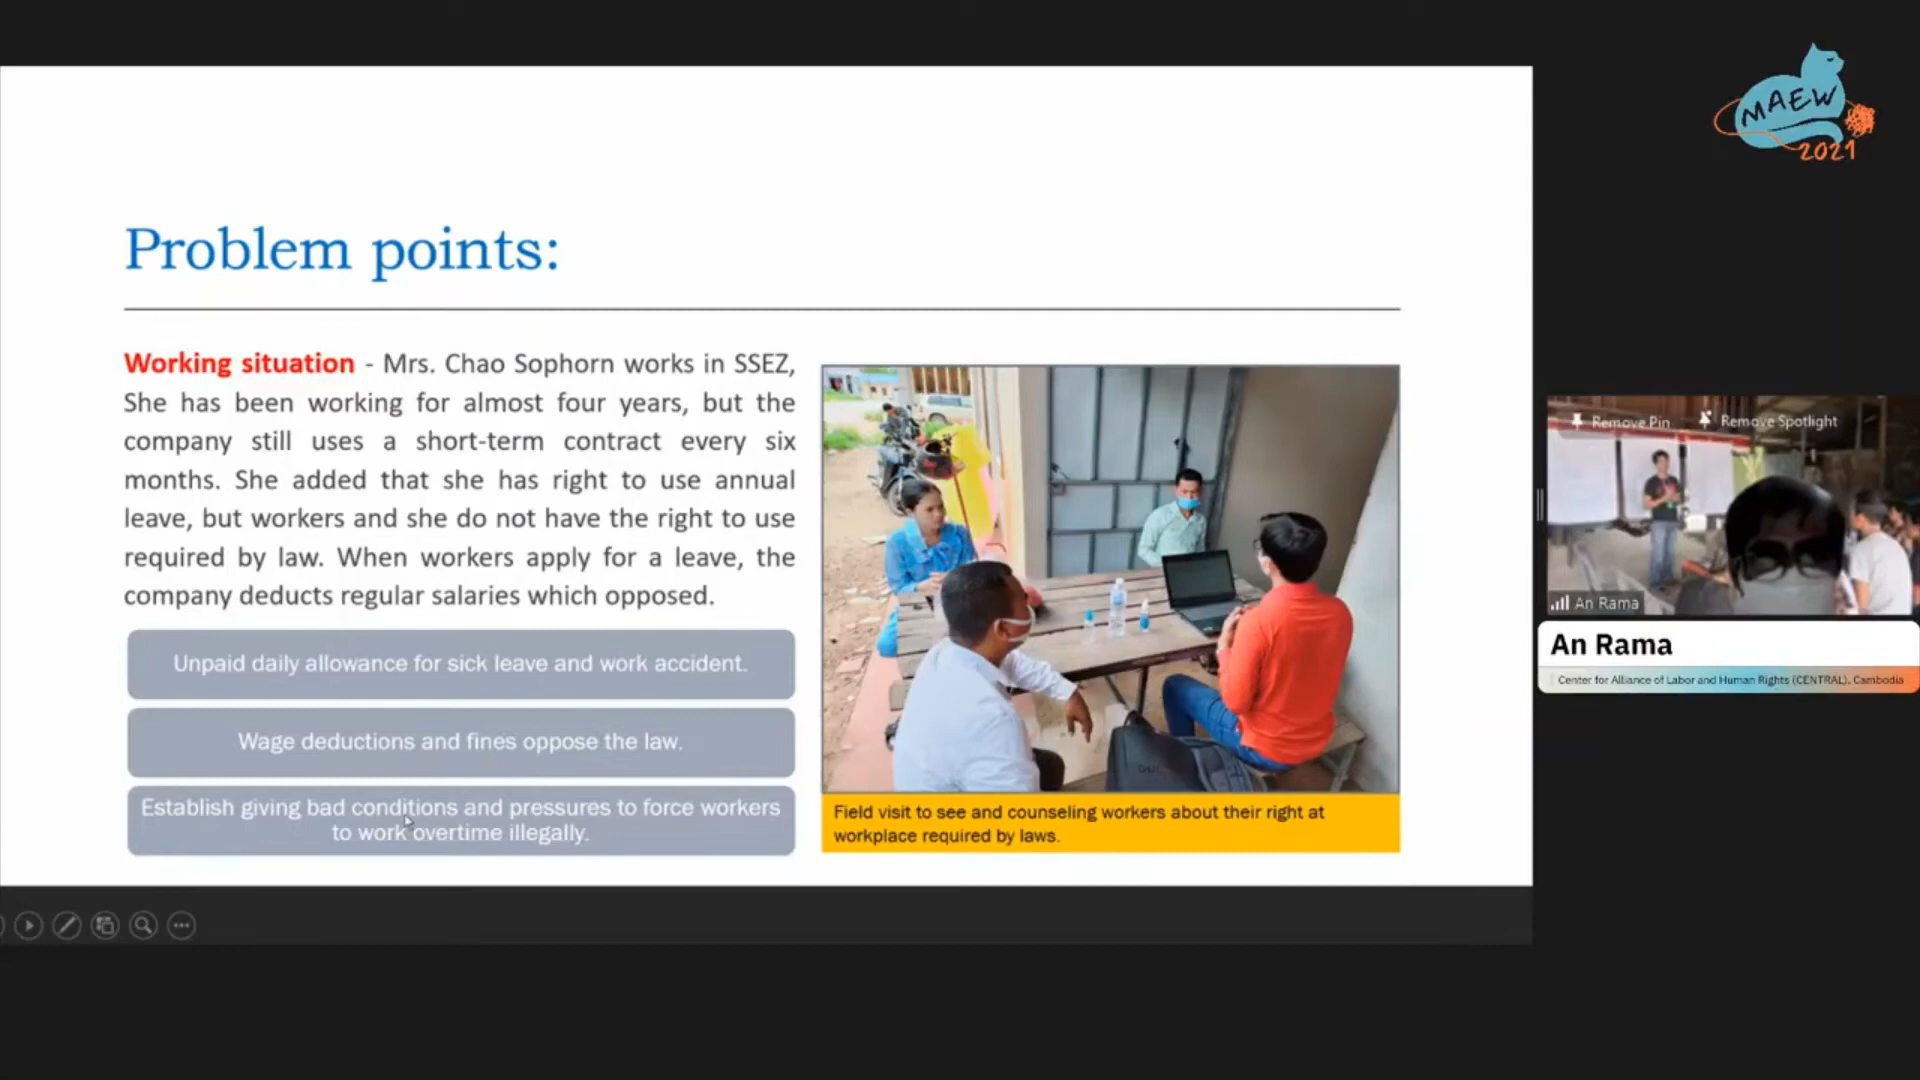 MAEW
2021
Problem points:
Working situation - Mrs. Chao Sophorn works in SSEZ,
She has been working for almost four years, but the
company still uses a short-term contract every six
months. She added that she has right to use annual
leave, but workers and she do not have the right to use
required by law. When workers apply for a leave, the
company deducts regular salaries which opposed.
Unpaid daily allowance for sick leave and work accident.
Wage deductions and fines oppose the law.
Establish giving bad conditions and pressures to force workers
to work overtime illegally.
Field visit to see and counseling workers about their right at
workplace required by laws.
Remove Pin
Remove Spotlight
An Rama
An Rama
Center for Alliance of Labor and Human Rights (CENTRAL), Cambodia